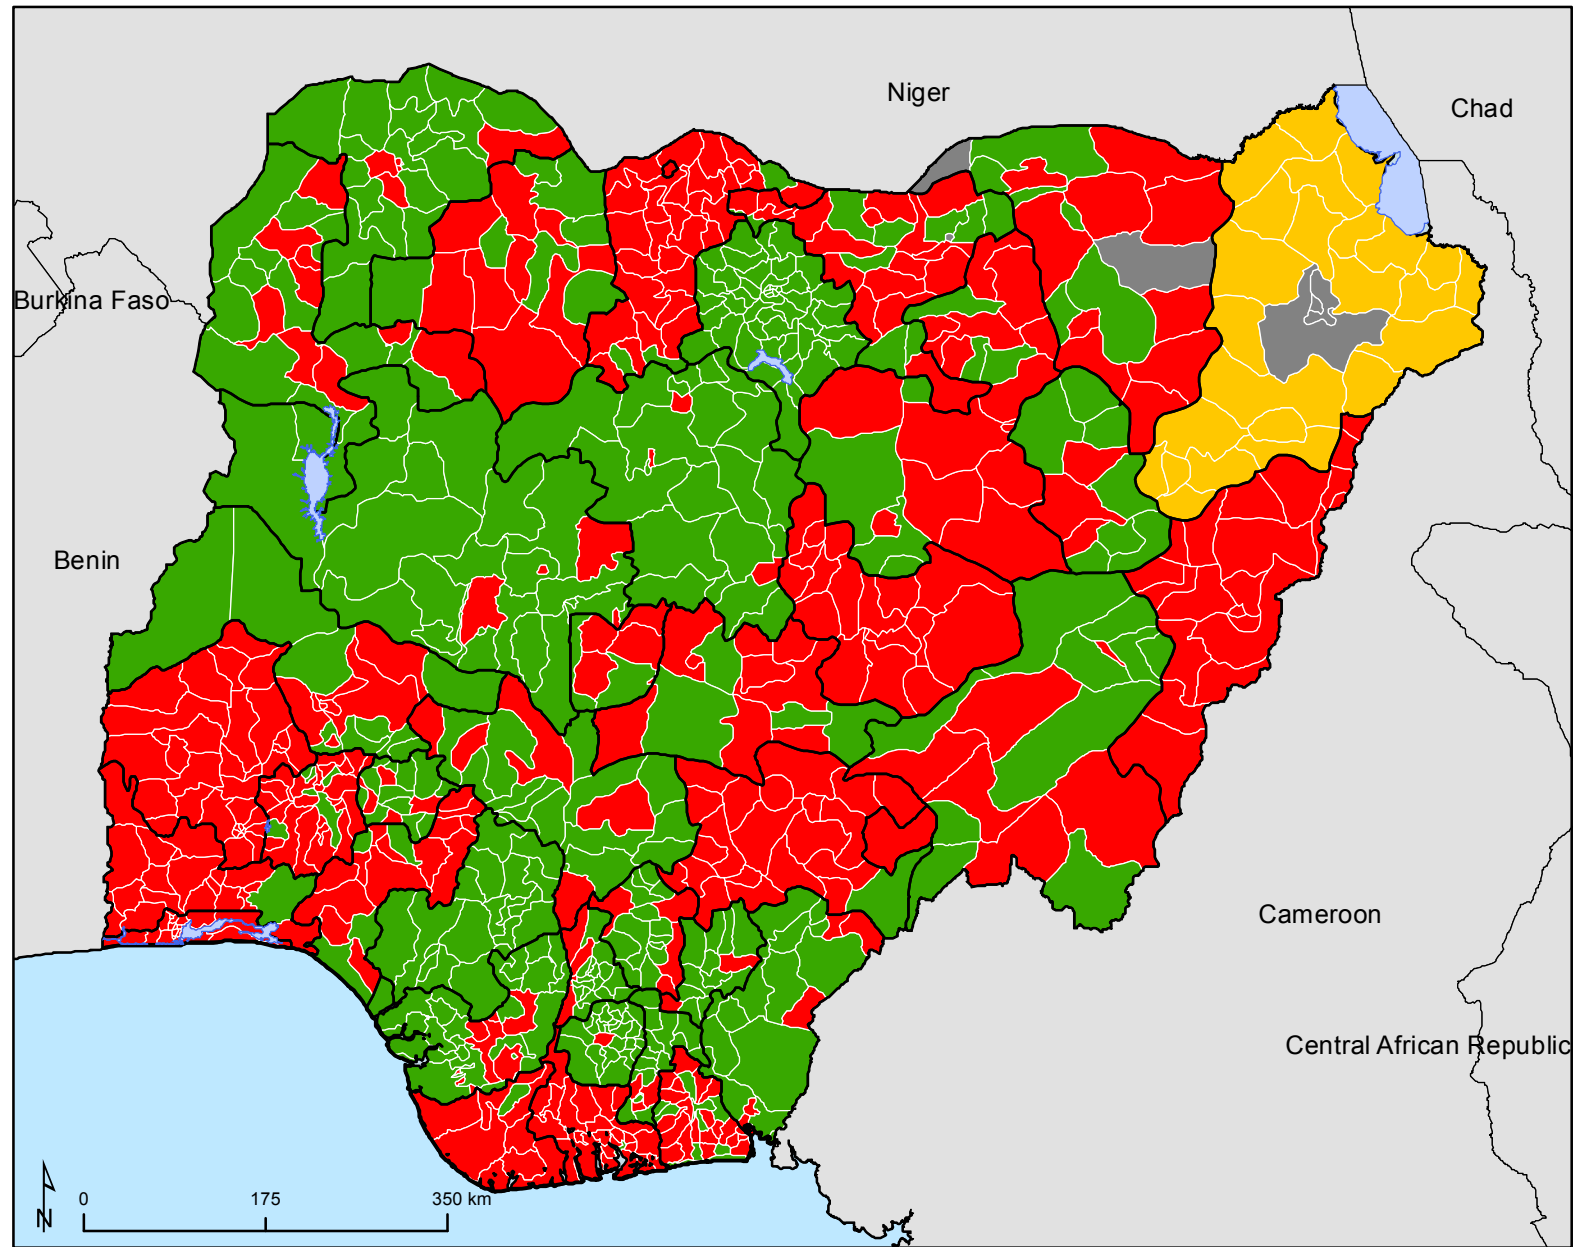 Niger
Chad
Burkina Faso
Benin
Cameroon
Central African Republic
N
0 175 350 km